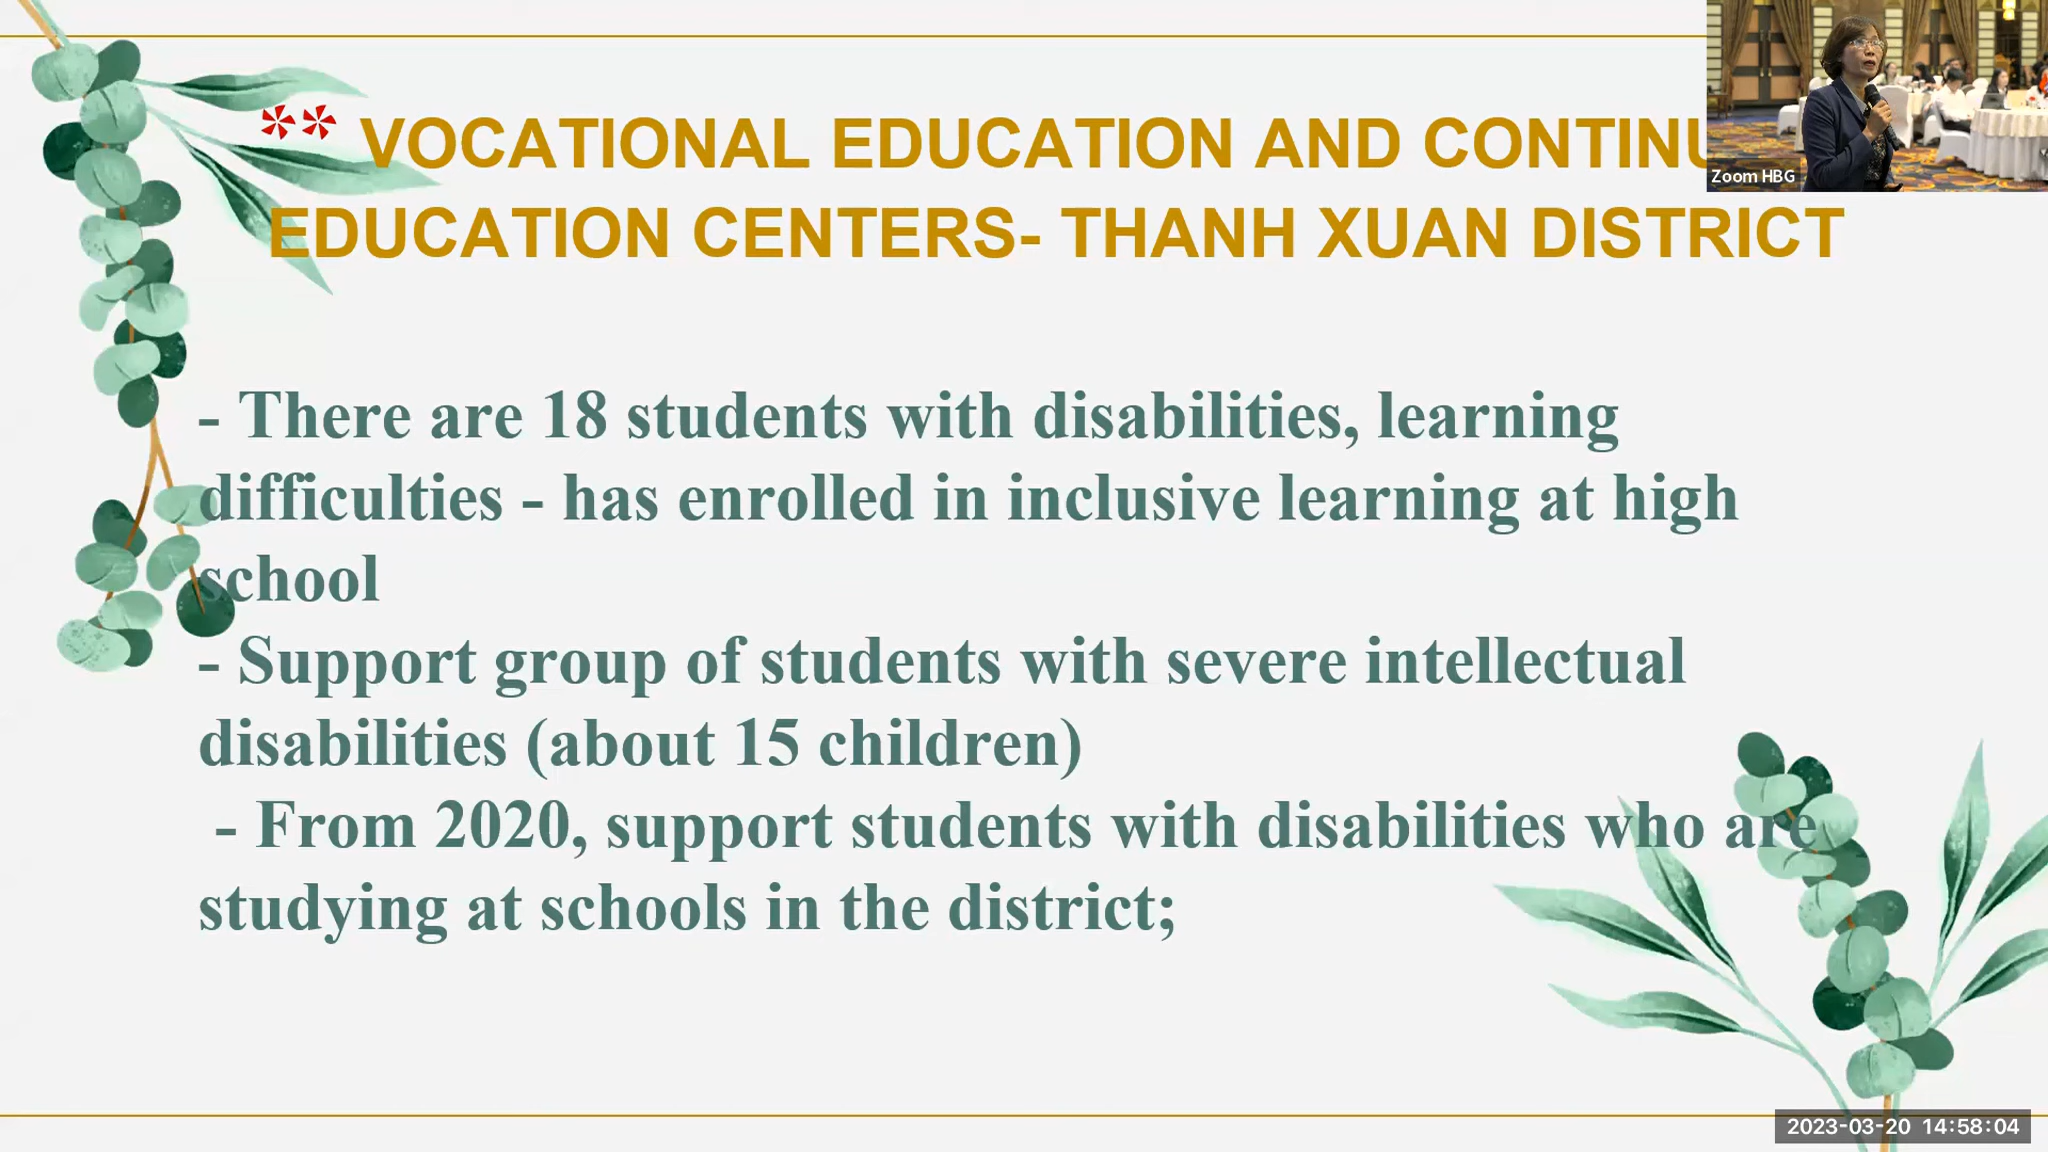 ** VOCATIONAL EDUCATION AND
EDUCATION CENTERS- THANH XUAN DISTRICT
- There are 18 students with disabilities, learning
difficulties - has enrolled in inclusive learning at high
school
- Support group of students with severe intellectual
disabilities (about 15 children)
- From 2020, support students with disabilities who are
studying at schools in the district;
Zoom HBG
2023-03-20 14:58:04